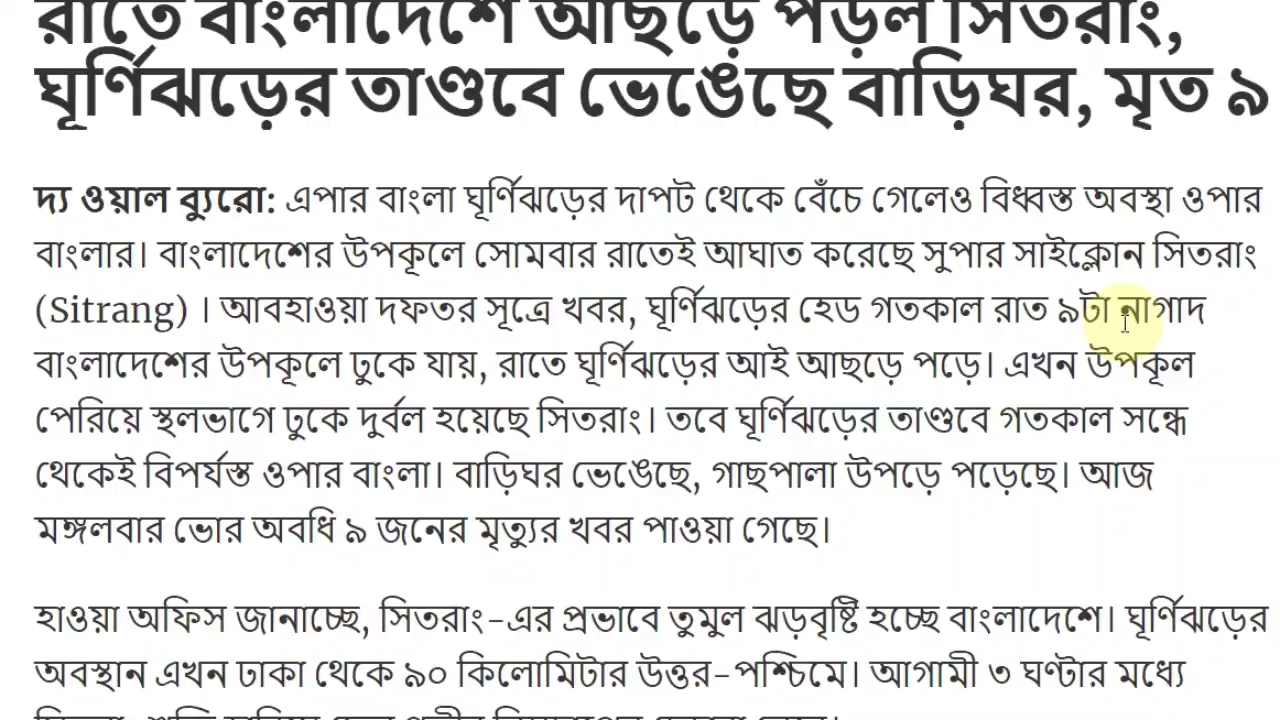 রাতে বাংলাদেশে আছড়ে পড়ল সিতরাং,
ঘূর্ণিঝড়ের তাণ্ডবে ভেঙেছে বাড়িঘর, মৃত ৯
দ্য ওয়াল ব্যুরো: এপার বাংলা ঘূর্ণিঝড়ের দাপট থেকে বেঁচে গেলেও বিধ্বস্ত অবস্থা ওপার
বাংলার। বাংলাদেশের উপকূলে সোমবার রাতেই আঘাত করেছে সুপার সাইক্লোন সিতরাং
(Sitrang) । আবহাওয়া দফতর সূত্রে খবর, ঘূর্ণিঝড়ের হেড গতকাল রাত ৯টা নাগাদ
বাংলাদেশের উপকূলে ঢুকে যায়, রাতে ঘূর্ণিঝড়ের আই আছড়ে পড়ে। এখন উপকূল
পেরিয়ে স্থলভাগে ঢুকে দুর্বল হয়েছে সিতরাং। তবে ঘূর্ণিঝড়ের তাণ্ডবে গতকাল সন্ধে
থেকেই বিপর্যস্ত ওপার বাংলা। বাড়িঘর ভেঙেছে, গাছপালা উপড়ে পড়েছে। আজ
মঙ্গলবার ভোর অবধি ৯ জনের মৃত্যুর খবর পাওয়া গেছে।
হাওয়া অফিস জানাচ্ছে, সিতরাং-এর প্রভাবে তুমুল ঝড়বৃষ্টি হচ্ছে বাংলাদেশে। ঘূর্ণিঝড়ের
অবস্থান এখন ঢাকা থেকে ৯০ কিলোমিটার উত্তর-পশ্চিমে। আগামী ৩ ঘণ্টার মধ্যে